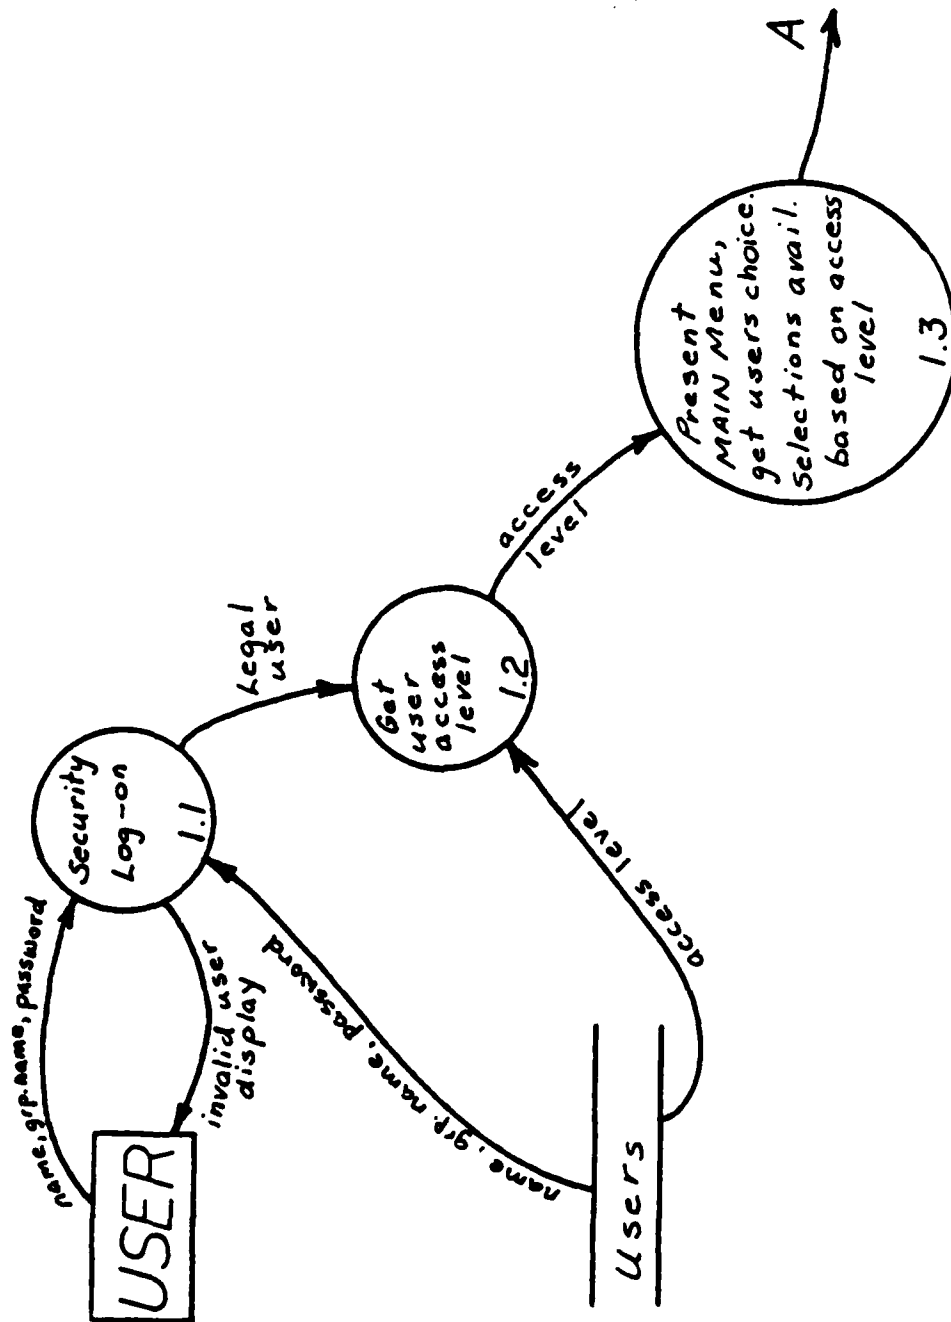 name, grp. name, password
USER
Security
Log-on
1.1
invalid user
display
Legal
user
name, grp. name, password
Users
access level
Get
user
access
level
1.2
access
level
Present
MAIN Menu,
get users choice.
Selections avail.
based on access
level
1.3
A